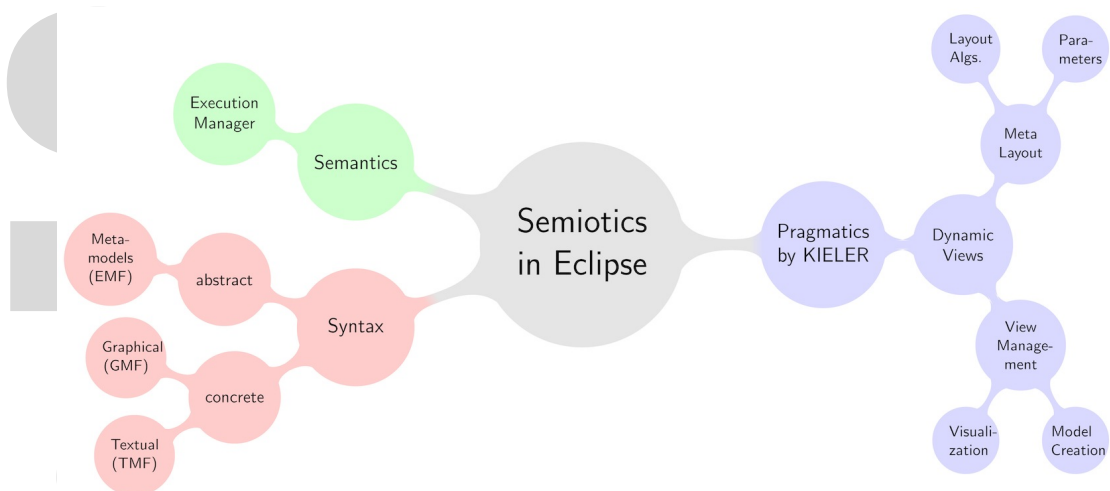 Semiotics
in Eclipse
Semantics
Execution
Manager
Syntax
abstract
Meta-
models
(EMF)
concrete
Graphical
(GMF)
Textual
(TMF)
Pragmatics
by KIELER
Dynamic
Views
Meta
Layout
Layout
Algs.
Para-
meters
View
Manage-
ment
Visuali-
zation
Model
Creation